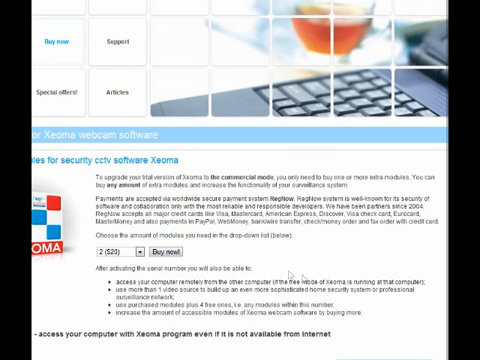 Buy now
Support
Special offers!
Articles
or Xeoma webcam software
ules for security cctv software Xeoma
To upgrade your trial version of Xeoma to the commercial mode, you only need to buy one or more extra modules. You can
buy any amount of extra modules and increase the functionality of your surveillance system.
Payments are accepted via worldwide secure payment system RegNow. RegNow system is well-known for its security of
software and collaboration only with the most reliable and responsible developers. We have been partners since 2004.
RegNow accepts all major credit cards like Visa, Mastercard, American Express, Discover, Visa check card, Eurocard,
MasterMoney and also payments in PayPal, WebMoney, bank/wire transfer, check/money order and fax order with credit card.
Choose the amount of modules you need in the drop-down list (below):
2 ($20)
Buy now!
After activating the serial number you will also be able to:
access your computer remotely from the other computer (if the free mode of Xeoma is running at that computer);
use more than 1 video source to build up an even more sophisticated home security system or professional
surveillance network;
use purchased modules plus 4 free ones, i.e. any modules within this number;
increase the amount of accessible modules of Xeoma webcam software by buying more.
- access your computer with Xeoma program even if it is not available from Internet
OMA